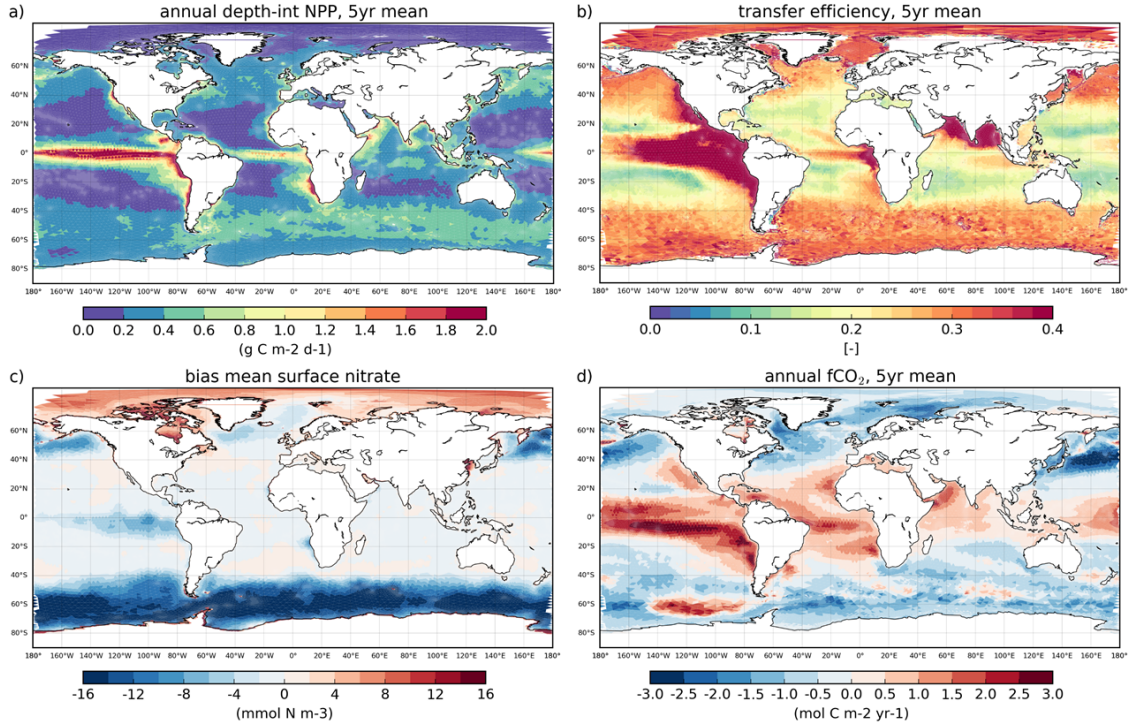 a) annual depth-int NPP, 5yr mean
80°N
60°N
40°N
20°N
0°
20°S
40°S
60°S
80°S
180° 160°W 140°W 120°W 100°W 80°W 60°W 40°W 20°W 0° 20°E 40°E 60°E 80°E 100°E 120°E 140°E 160°E 180°
0.0 0.2 0.4 0.6 0.8 1.0 1.2 1.4 1.6 1.8 2.0
(g C m-2 d-1)
b) transfer efficiency, 5yr mean
80°N
60°N
40°N
20°N
0°
20°S
40°S
60°S
80°S
180° 160°W 140°W 120°W 100°W 80°W 60°W 40°W 20°W 0° 20°E 40°E 60°E 80°E 100°E 120°E 140°E 160°E 180°
0.0 0.1 0.2 0.3 0.4
[-]
c) bias mean surface nitrate
80°N
60°N
40°N
20°N
0°
20°S
40°S
60°S
80°S
180° 160°W 140°W 120°W 100°W 80°W 60°W 40°W 20°W 0° 20°E 40°E 60°E 80°E 100°E 120°E 140°E 160°E 180°
-16 -12 -8 -4 0 4 8 12 16
(mmol N m-3)
d) annual fCO₂, 5yr mean
80°N
60°N
40°N
20°N
0°
20°S
40°S
60°S
80°S
180° 160°W 140°W 120°W 100°W 80°W 60°W 40°W 20°W 0° 20°E 40°E 60°E 80°E 100°E 120°E 140°E 160°E 180°
-3.0 -2.5 -2.0 -1.5 -1.0 -0.5 0.0 0.5 1.0 1.5 2.0 2.5 3.0
(mol C m-2 yr-1)